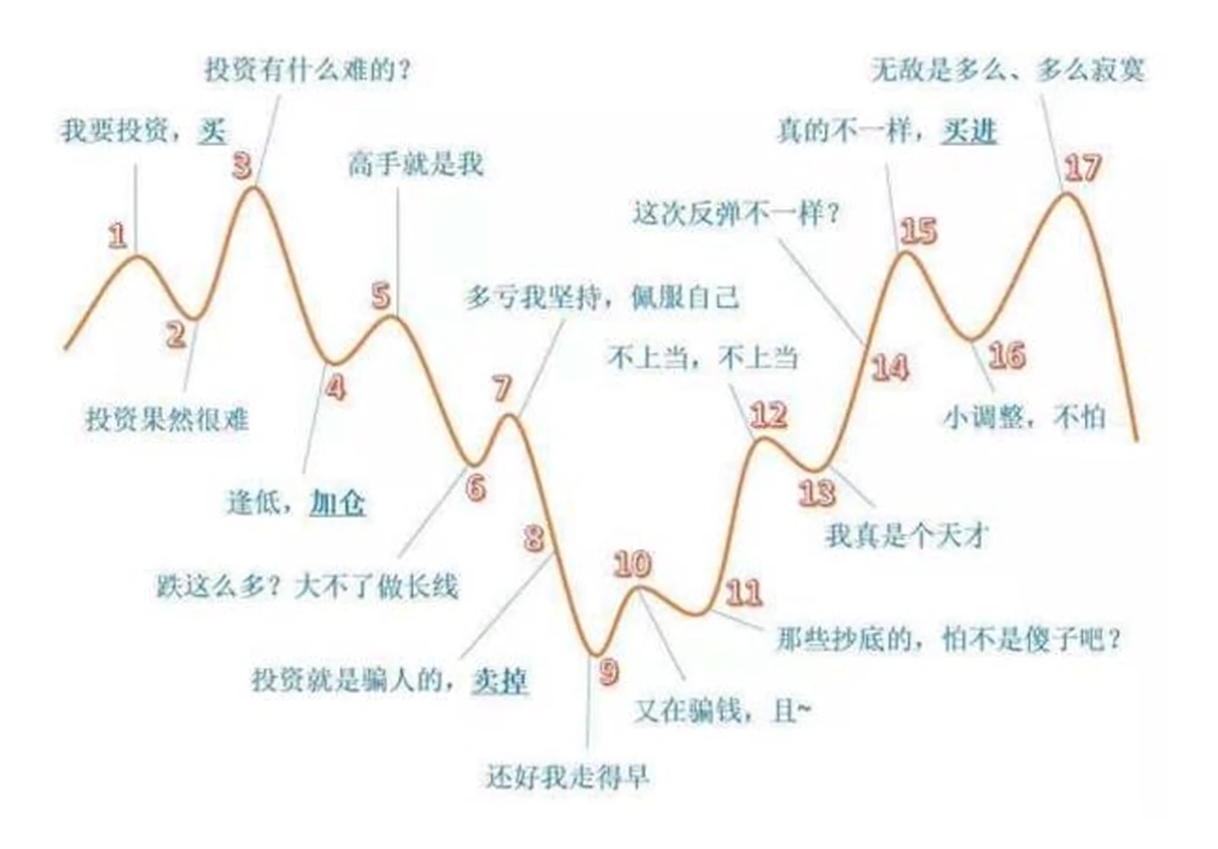 投资有什么难的？
无敌是多么、多么寂寞
我要投资，买
真的不一样，买进
3
高手就是我
17
这次反弹不一样？
1
15
5
多亏我坚持，佩服自己
2
不上当，不上当
16
14
4
7
12
投资果然很难
小调整，不怕
6
13
逢低，加仓
8
我真是个天才
10
跌这么多？大不了做长线
11
那些抄底的，怕不是傻子吧？
9
投资就是骗人的，卖掉
又在骗钱，且~
还好我走得早